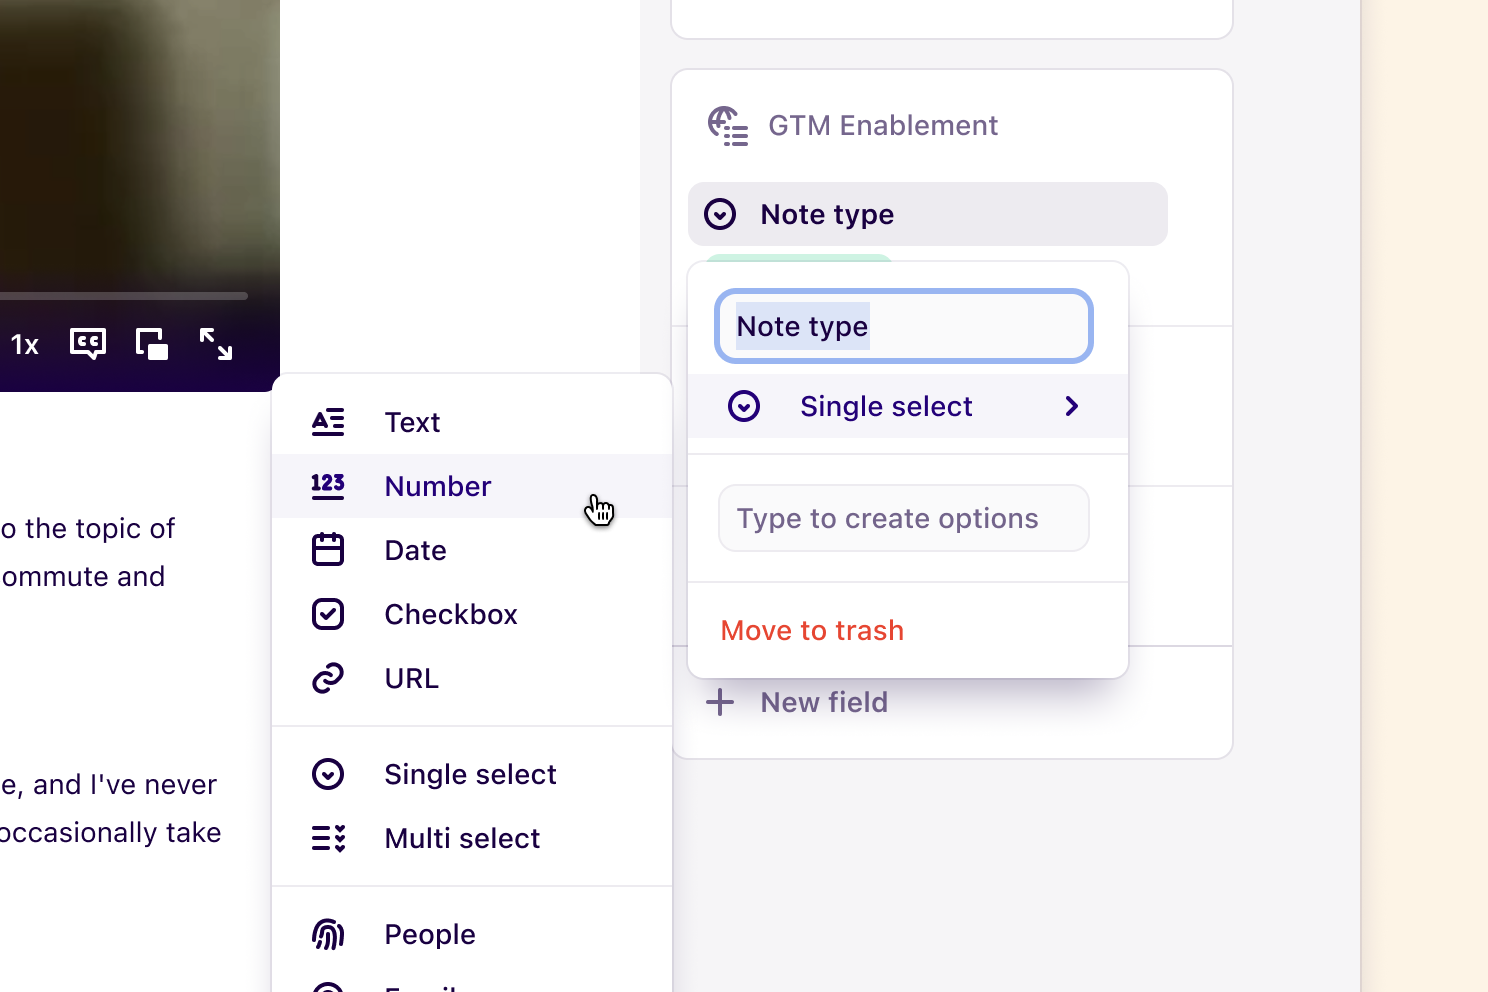 GTM Enablement
Note type
Note type
Single select
Type to create options
Move to trash
New field
1x
CC
Text
123
Number
Date
Checkbox
URL
Single select
Multi select
People
o the topic of
ommute and
e, and I've never
occasionally take